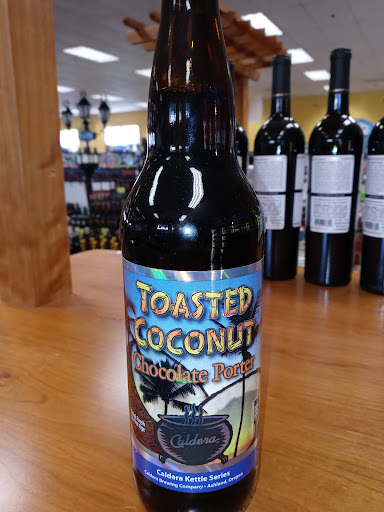 TOASTED
COCONUT
Chocolate Porter
Caldera
Caldera Kettle Series
Caldera Brewing Company • Ashland, Oregon